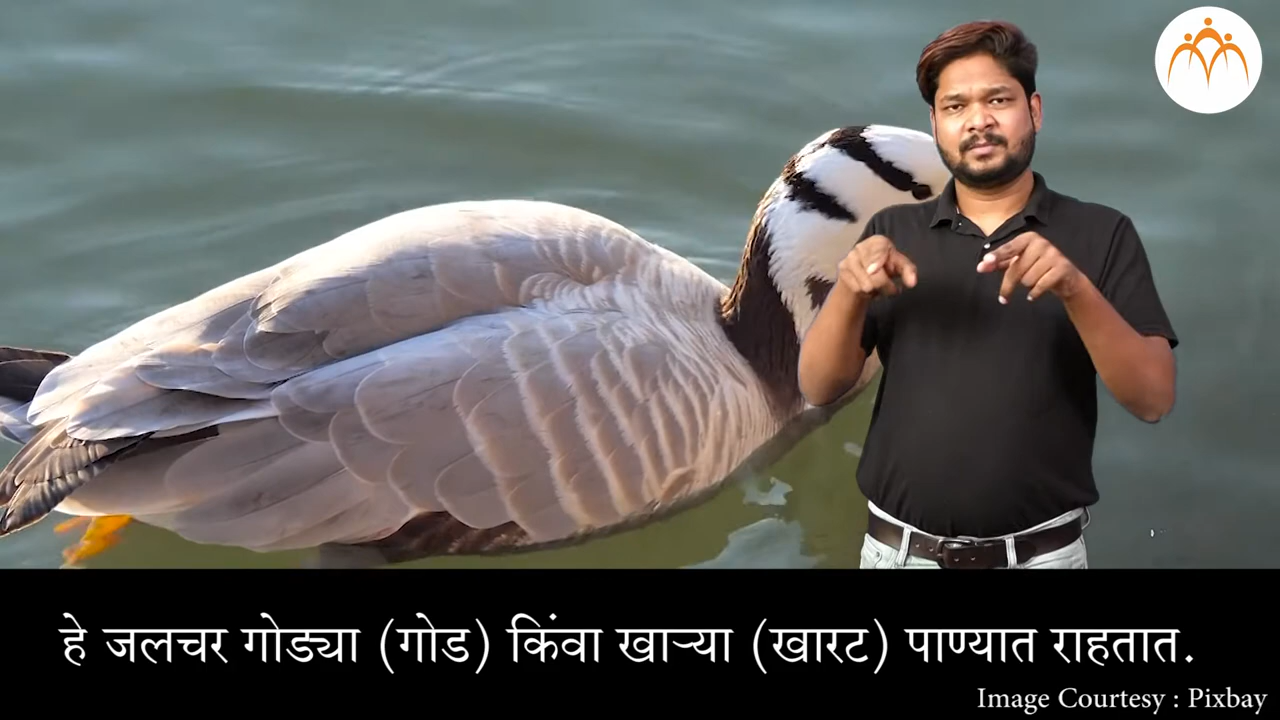 हे जलचर गोड्या (गोड) किंवा खाऱ्या (खारट) पाण्यात राहतात.
Image Courtesy : Pixbay